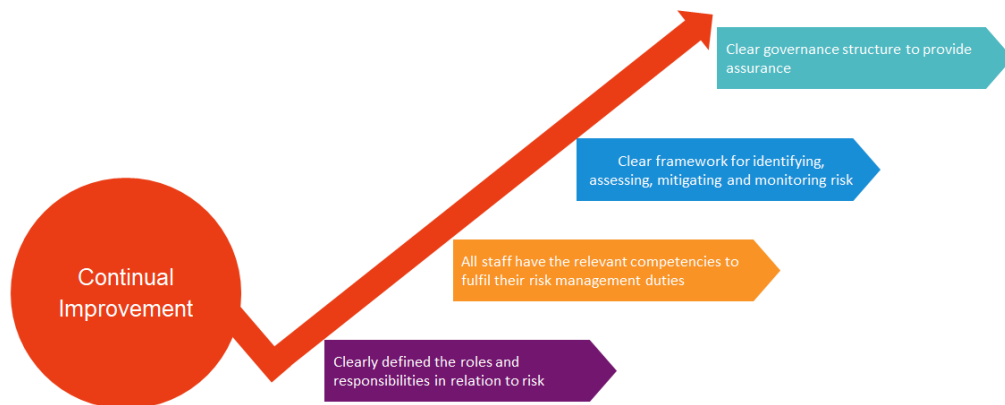 Clear governance structure to provide
assurance
Clear framework for identifying,
assessing, mitigating and monitoring risk
All staff have the relevant competencies to
fulfil their risk management duties
Continual
Improvement
Clearly defined the roles and
responsibilities in relation to risk